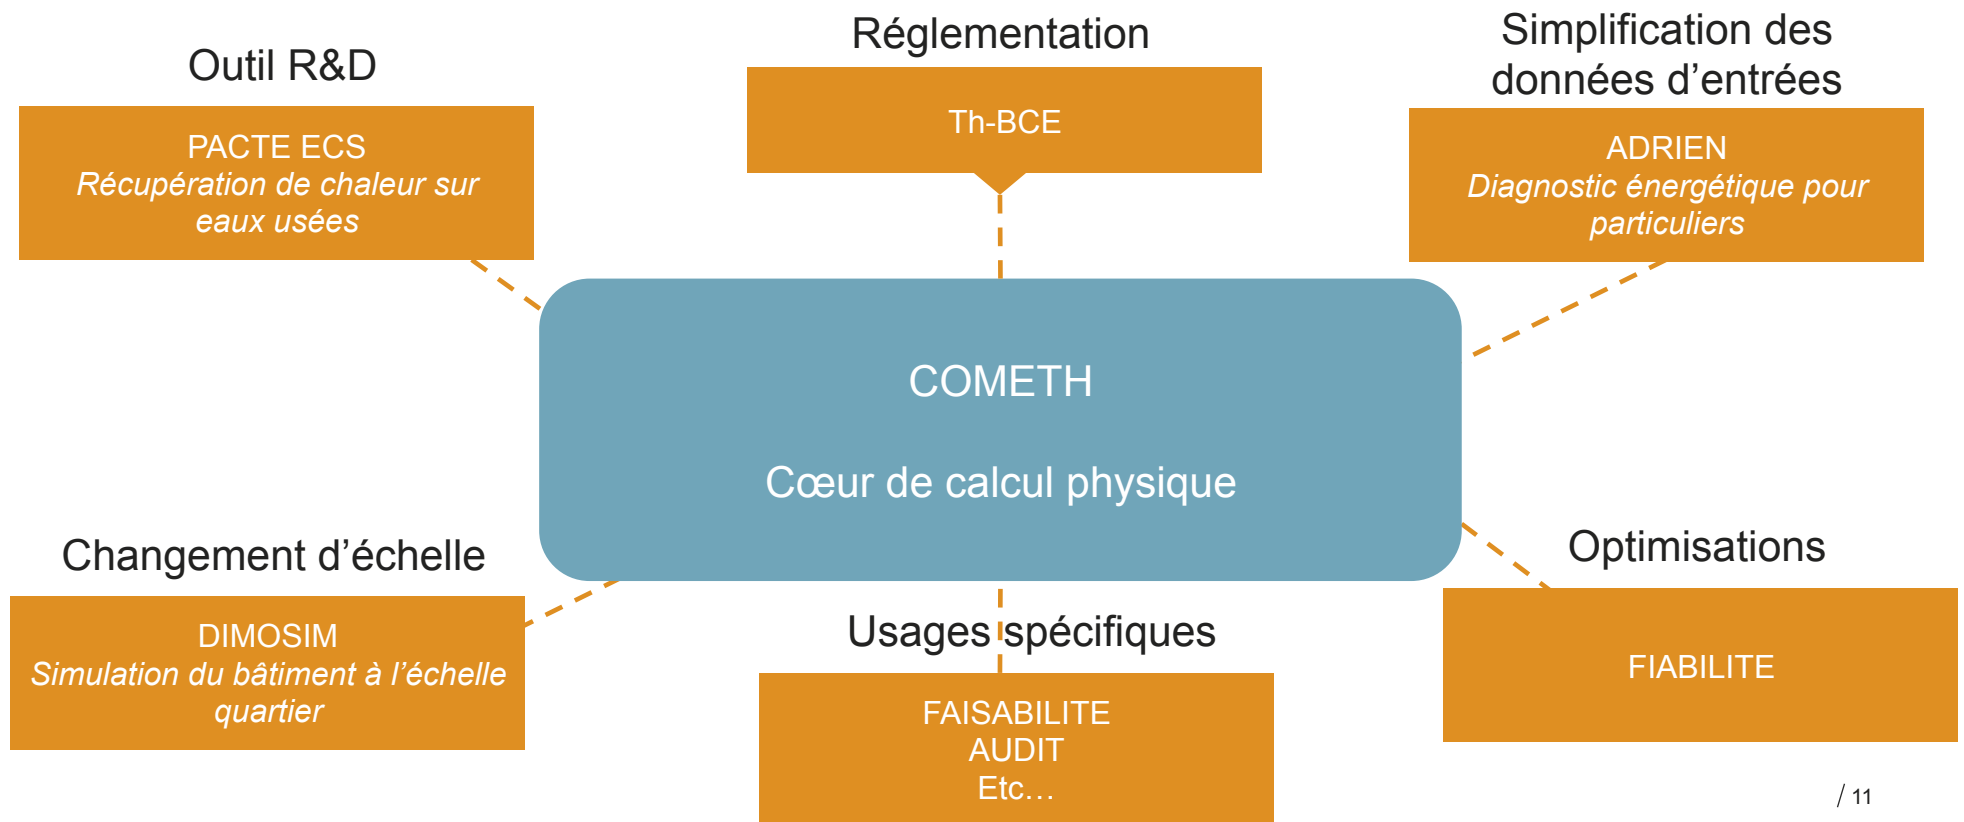 Outil R&D
PACTE ECS
Récupération de chaleur sur
eaux usées
Réglementation
Th-BCE
Simplification des
données d’entrées
ADRIEN
Diagnostic énergétique pour
particuliers
COMETH
Cœur de calcul physique
Changement d’échelle
DIMOSIM
Simulation du bâtiment à l’échelle
quartier
Usages spécifiques
FAISABILITE
AUDIT
Etc…
Optimisations
FIABILITE
/ 11